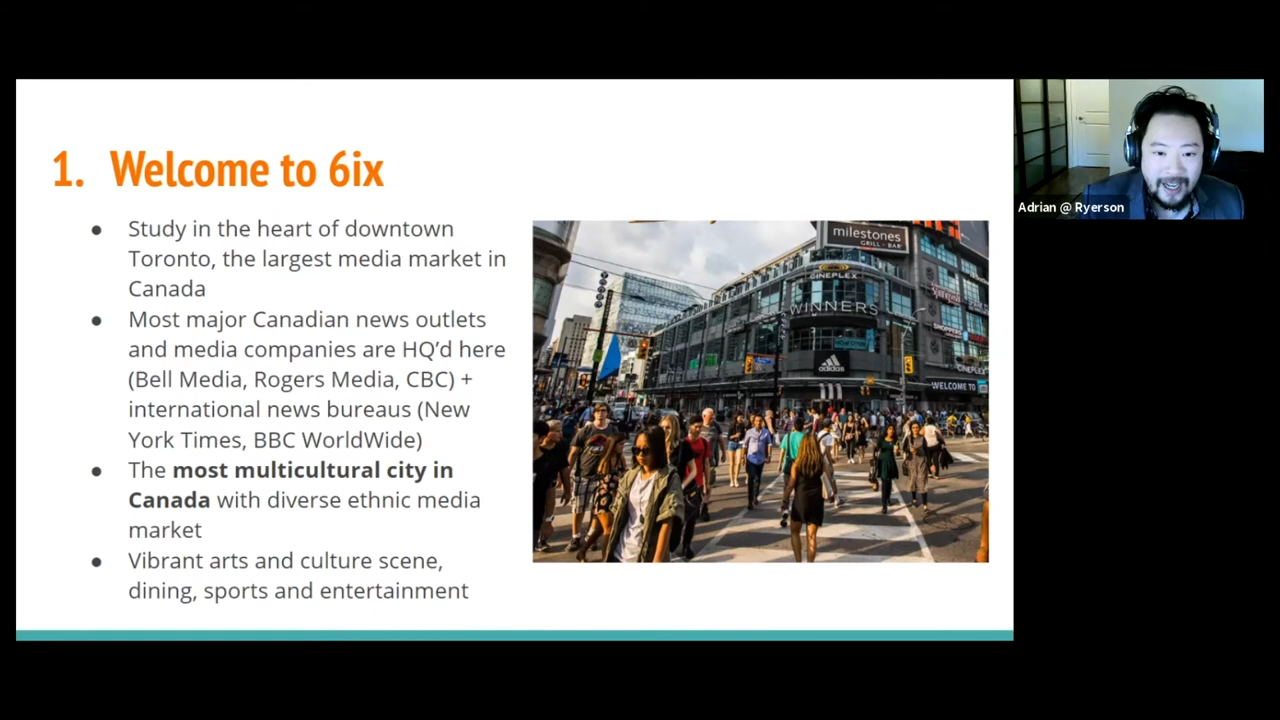 1. Welcome to 6ix
● Study in the heart of downtown
Toronto, the largest media market in
Canada
● Most major Canadian news outlets
and media companies are HQ’d here
(Bell Media, Rogers Media, CBC) +
international news bureaus (New
York Times, BBC WorldWide)
● The most multicultural city in
Canada with diverse ethnic media
market
● Vibrant arts and culture scene,
dining, sports and entertainment
milestones
GRILL + BAR
CINEPLEX
WINNERS
adidas
CINEPLEX
WELCOME TO
Adrian @ Ryerson